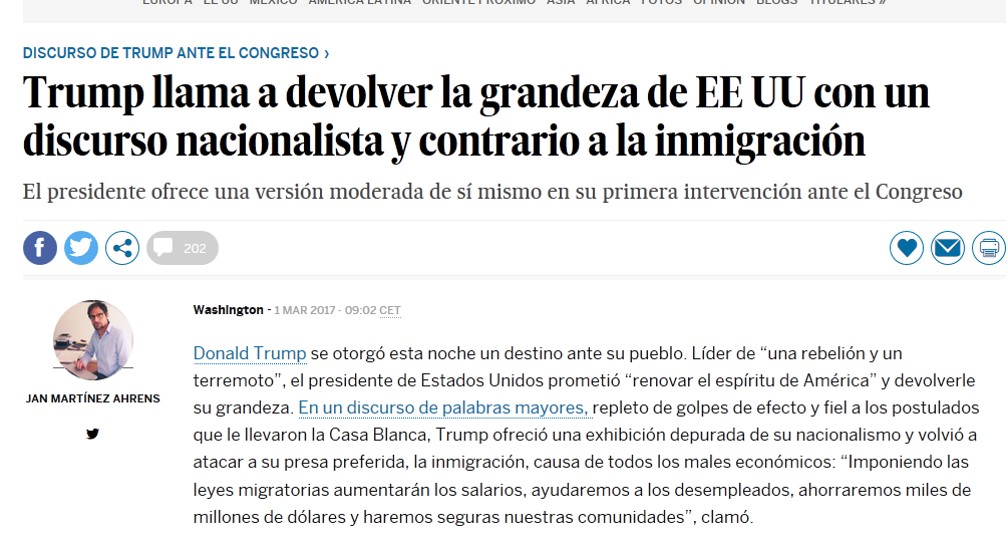 EUROPA EE UU MÉXICO AMÉRICA LATINA ORIENTE PRÓXIMO ASIA ÁFRICA FOTOS OPINIÓN BLOGS TITULARES »
DISCURSO DE TRUMP ANTE EL CONGRESO ›
Trump llama a devolver la grandeza de EE UU con un
discurso nacionalista y contrario a la inmigración
El presidente ofrece una versión moderada de sí mismo en su primera intervención ante el Congreso
202
Washington - 1 MAR 2017 - 09:02 CET
Donald Trump se otorgó esta noche un destino ante su pueblo. Líder de “una rebelión y un
terremoto”, el presidente de Estados Unidos prometió “renovar el espíritu de América” y devolverle
su grandeza. En un discurso de palabras mayores, repleto de golpes de efecto y fiel a los postulados
que le llevaron la Casa Blanca, Trump ofreció una exhibición depurada de su nacionalismo y volvió a
atacar a su presa preferida, la inmigración, causa de todos los males económicos: “Imponiendo las
leyes migratorias aumentarán los salarios, ayudaremos a los desempleados, ahorraremos miles de
millones de dólares y haremos seguras nuestras comunidades”, clamó.
JAN MARTÍNEZ AHRENS